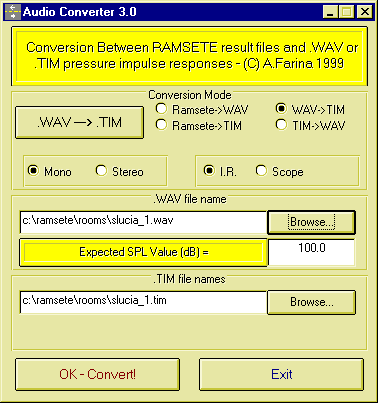 Audio Converter 3.0
Conversion Between RAMSETE result files and .WAV or
.TIM pressure impulse responses - (C) A.Farina 1999
Conversion Mode
.WAV ---> .TIM
Ramsete->WAV
WAV->TIM
Ramsete->TIM
TIM->WAV
Mono
Stereo
I.R.
Scope
.WAV file name
c:\ramsete\rooms\slucia_1.wav
Browse...
Expected SPL Value (dB) =
100.0
.TIM file names
c:\ramsete\rooms\slucia_1.tim
Browse...
OK - Convert!
Exit